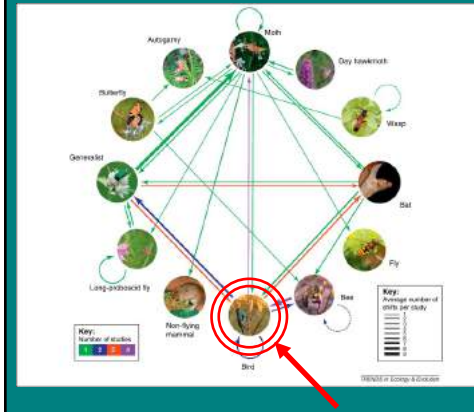 Moth
Autogamy
Day hawkmoth
Butterfly
Wasp
Generalist
Bat
Long-proboscid fly
Fly
Non-flying
mammal
Bee
Bird
Key:
Number of studies
1 2 3 4
Key:
Average number of
shifts per study
TRENDS in Ecology & Evolution